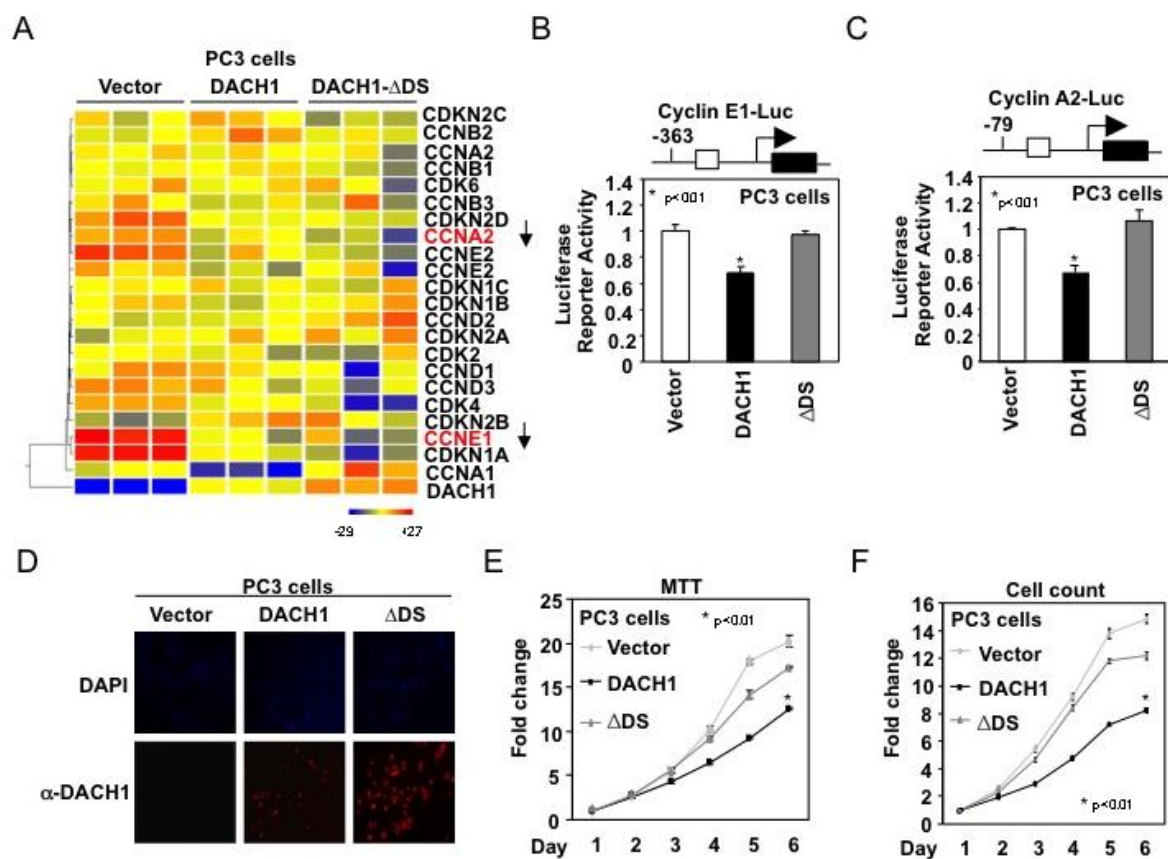 A
PC3 cells
Vector DACH1 DACH1-ΔDS
CDKN2C
CCNB2
CCNA2
CCNB1
CDK6
CCNB3
CDKN2D
CCNA2
CCNE2
CCNE2
CDKN1C
CDKN1B
CCND2
CDKN2A
CDK2
CCND1
CCND3
CDK4
CDKN2B
CCNE1
CDKN1A
CCNA1
DACH1
-29 +27
B
Cyclin E1-Luc
-363
* p<0.01 PC3 cells
Luciferase
Reporter Activity
1.4
1.2
1
0.8
0.6
0.4
0.2
0
Vector
DACH1
*
ΔDS
C
Cyclin A2-Luc
-79
* p<0.01 PC3 cells
Luciferase
Reporter Activity
1.4
1.2
1
0.8
0.6
0.4
0.2
0
Vector
DACH1
*
ΔDS
D
PC3 cells
Vector DACH1 ΔDS
DAPI
α-DACH1
E
MTT
PC3 cells
* p<0.01
Vector
DACH1
ΔDS
*
Fold change
25
20
15
10
5
0
Day 1 2 3 4 5 6
F
Cell count
PC3 cells
Vector
DACH1
ΔDS
*
* p<0.01
Fold change
16
14
12
10
8
6
4
2
0
Day 1 2 3 4 5 6